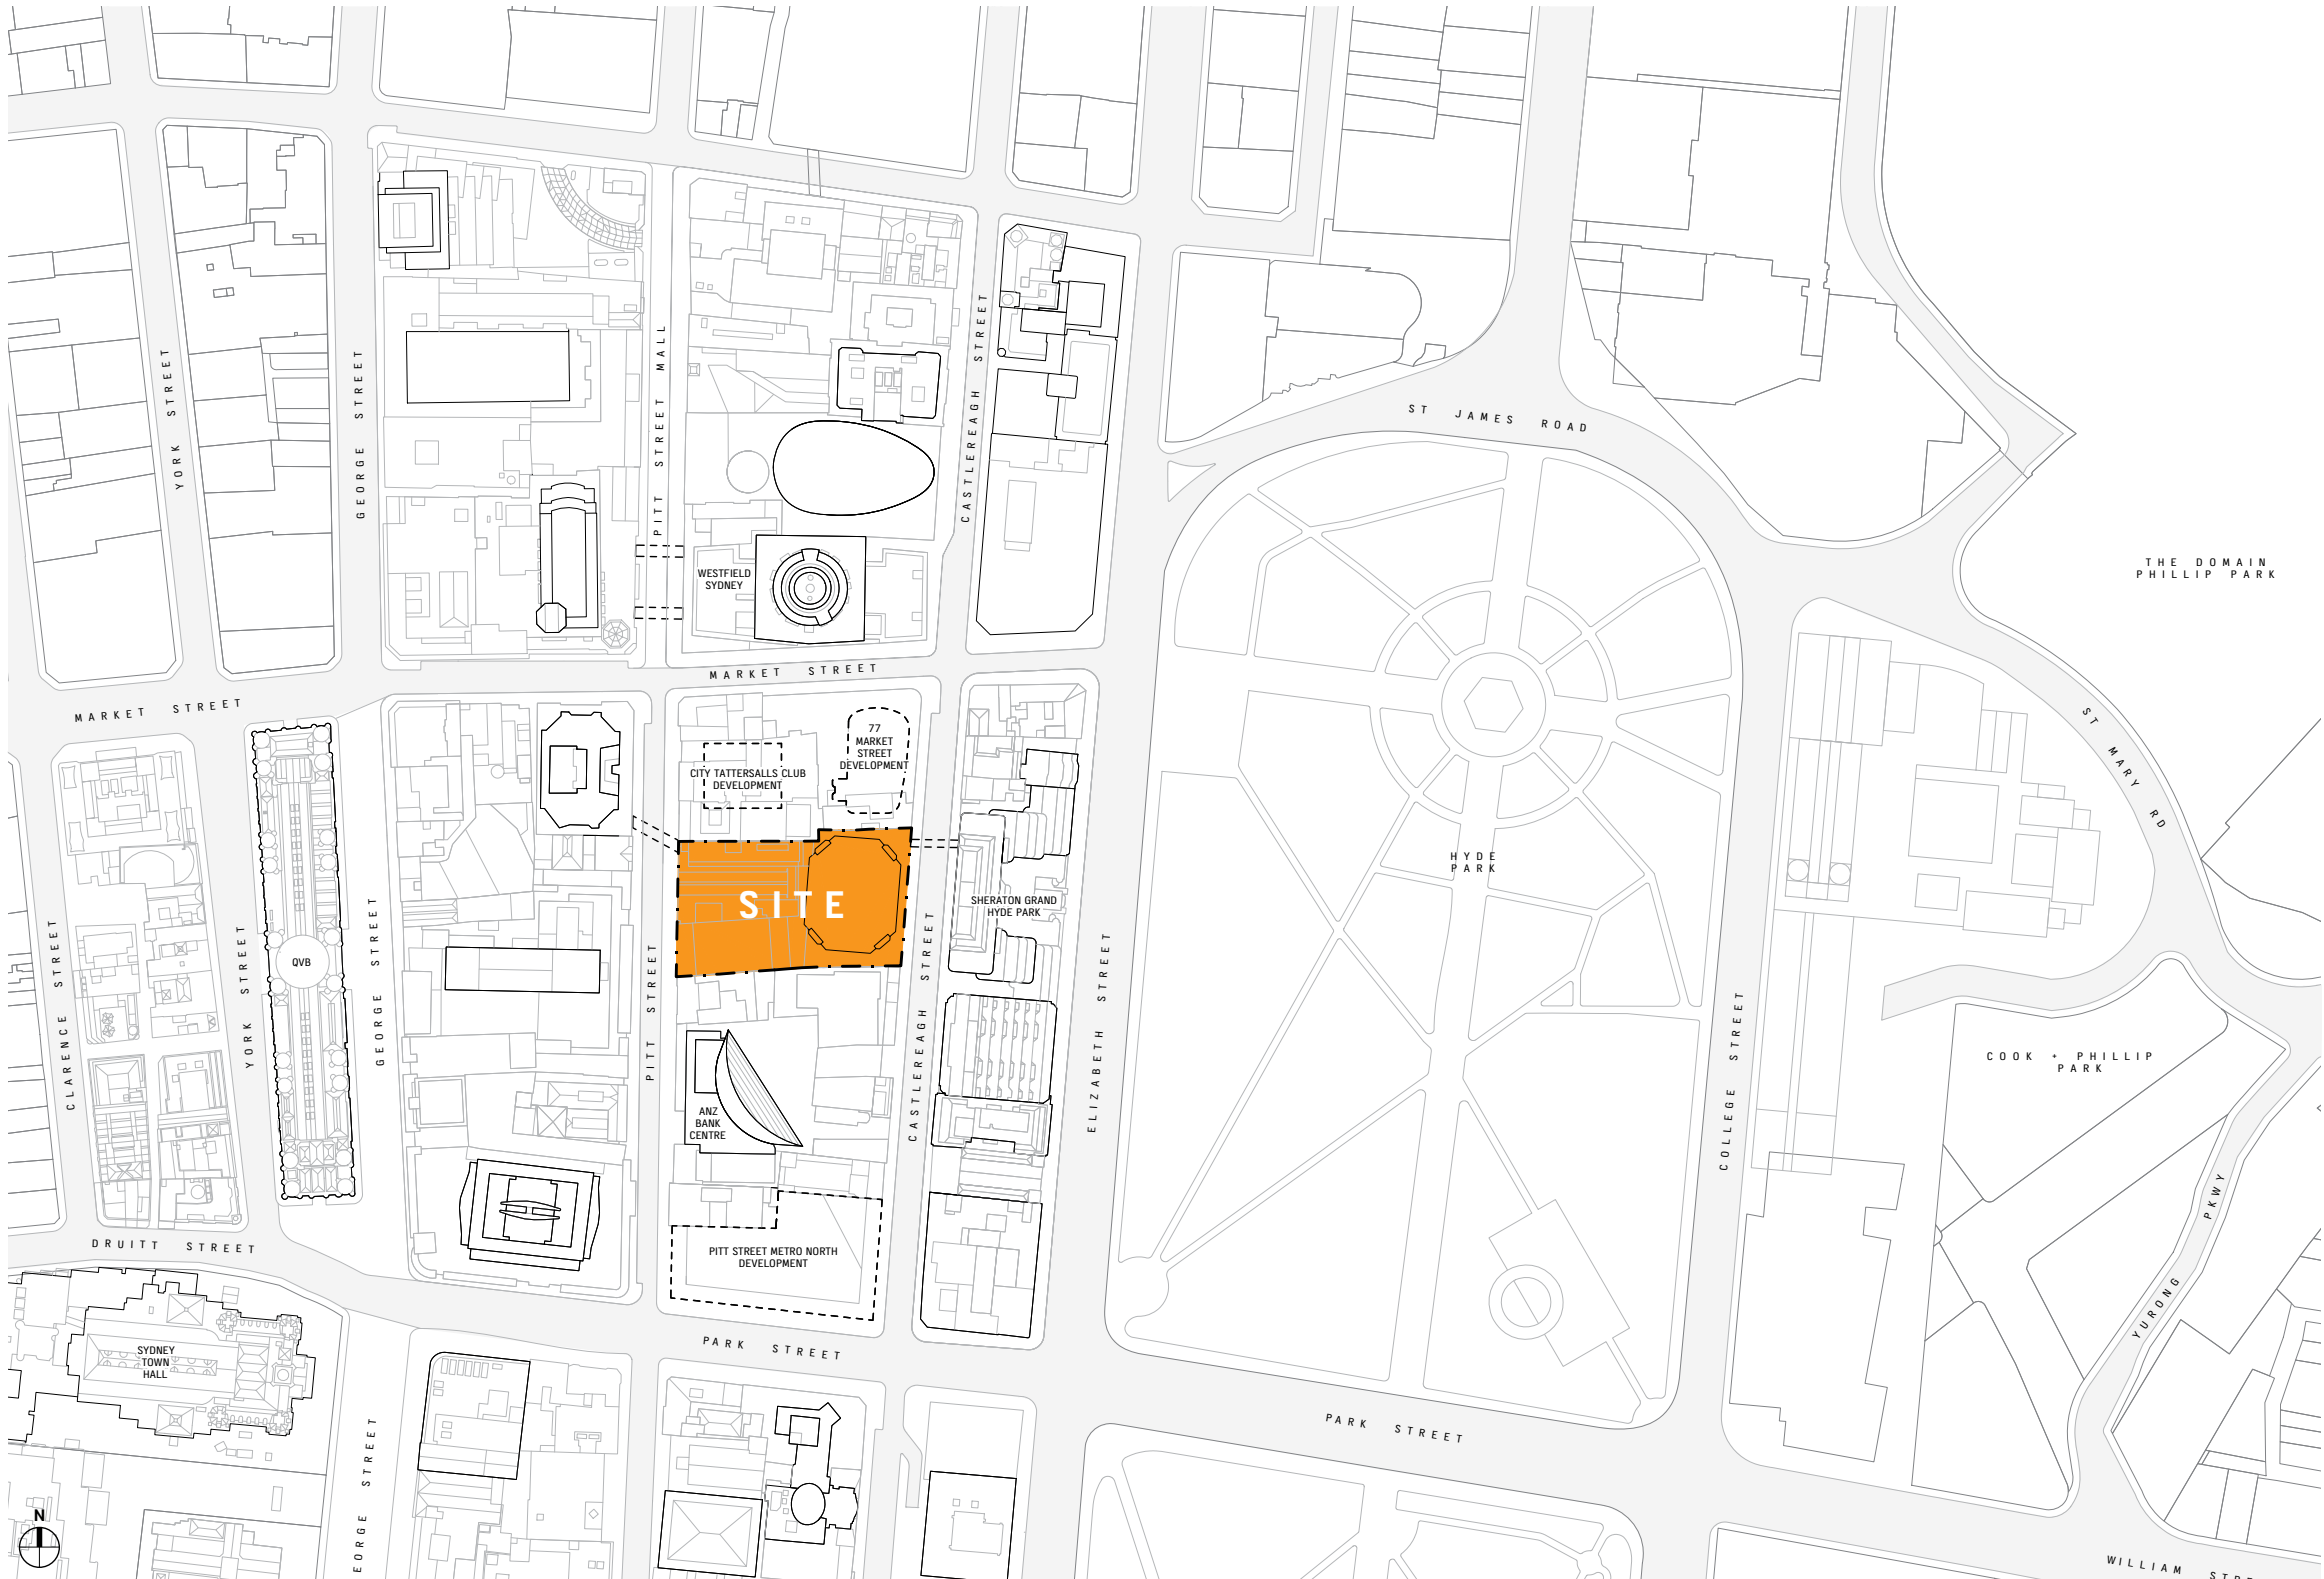 YORK STREET
GEORGE STREET
PITT STREET MALL
CASTLEREAGH STREET
ST JAMES ROAD
THE DOMAIN
PHILLIP PARK
WESTFIELD
SYDNEY
MARKET STREET
MARKET STREET
77
MARKET
STREET
DEVELOPMENT
CITY TATTERSALLS CLUB
DEVELOPMENT
ST MARY RD
HYDE
PARK
SITE
SHERATON GRAND
HYDE PARK
QVB
CLARENCE STREET
YORK STREET
GEORGE STREET
PITT STREET
CASTLEREAGH STREET
ELIZABETH STREET
COLLEGE STREET
COOK + PHILLIP
PARK
ANZ
BANK
CENTRE
YURONG PKWY
DRUITT STREET
PITT STREET METRO NORTH
DEVELOPMENT
SYDNEY
TOWN
HALL
PARK STREET
PARK STREET
EORGE STREET
N
WILLIAM STRE